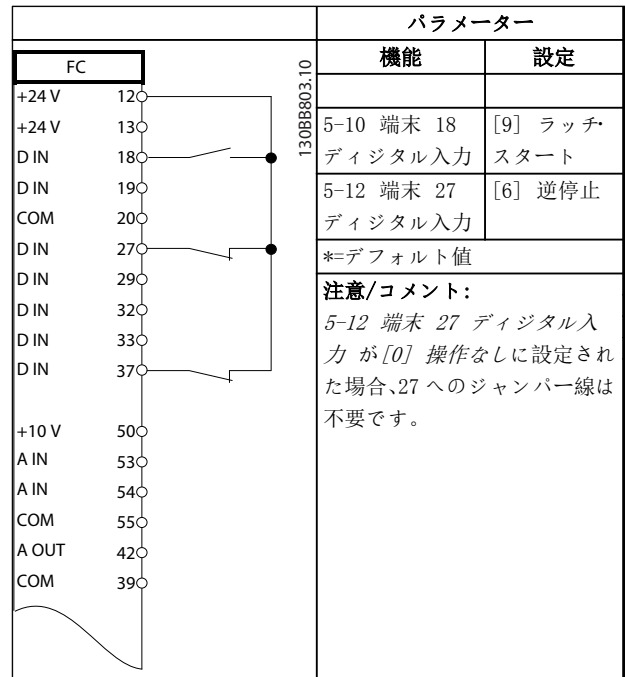 FC
+24 V 12
+24 V 13
D IN 18
D IN 19
COM 20
D IN 27
D IN 29
D IN 32
D IN 33
D IN 37
+10 V 50
A IN 53
A IN 54
COM 55
A OUT 42
COM 39
130BB803.10
パラメーター
機能 設定
5-10 端末 18 [9] ラッチ・
ディジタル入力 スタート
5-12 端末 27 [6] 逆停止
ディジタル入力
*=デフォルト値
注意/コメント:
5-12 端末 27 ディジタル入
力 が[0] 操作なしに設定され
た場合、27 へのジャンパー線は
不要です。